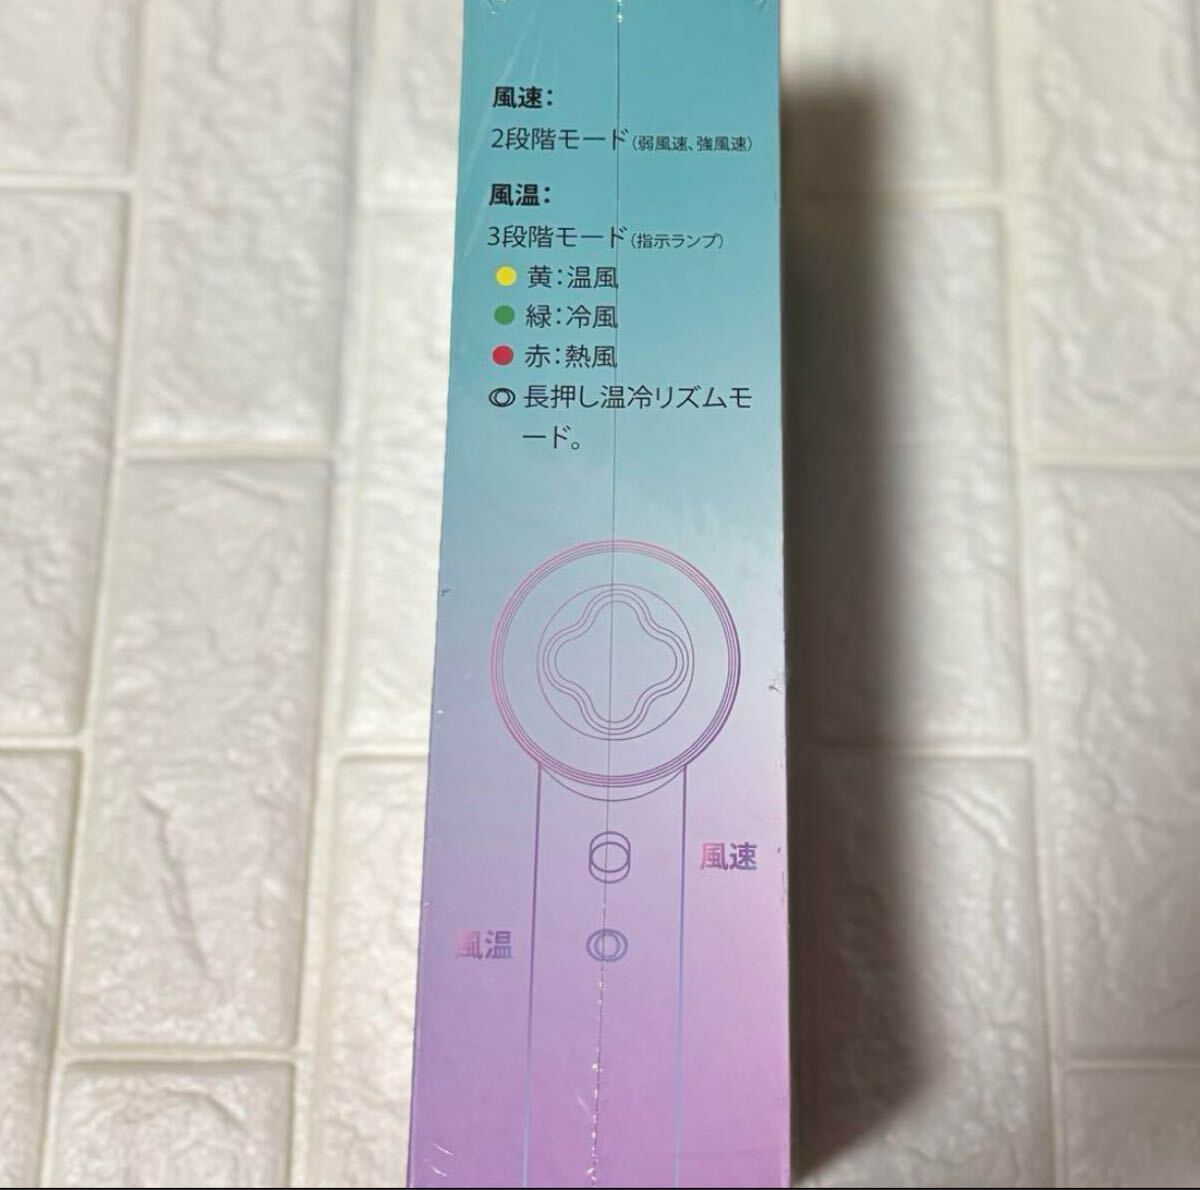 風速：
2段階モード(弱風速、強風速)
風温：
3段階モード(指示ランプ)
黄：温風
緑：冷風
赤：熱風
長押し温冷リズムモ
ード。
風速
風温